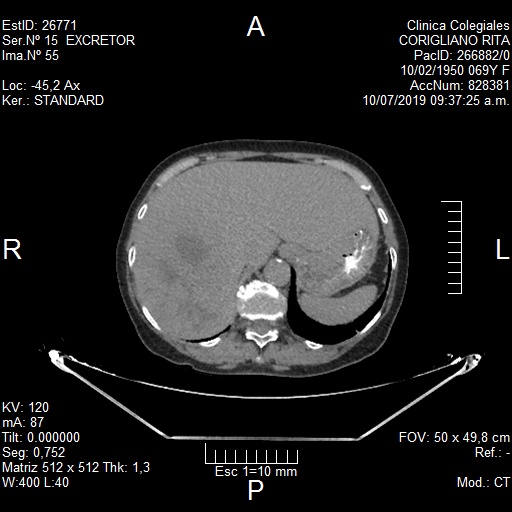 EstID: 26771
Ser.Nº 15  EXCRETOR
Ima.Nº 55
Loc: -45,2 Ax
Ker.: STANDARD
A
Clinica Colegiales
CORIGLIANO RITA
PacID: 266882/0
10/02/1950 069Y F
AccNum: 828381
10/07/2019 09:37:25 a.m.
R
L
KV: 120
mA: 87
Tilt: 0.000000
Seg: 0,752
Matriz 512 x 512 Thk: 1,3
W:400 L:40
Esc 1=10 mm
P
FOV: 50 x 49,8 cm
Ref.: -
Mod.: CT